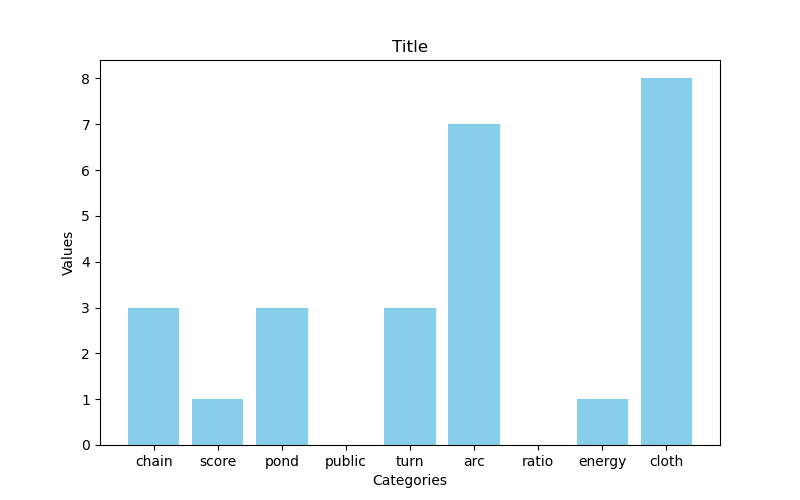 Title
8
7
6
5
4
3
2
1
0
Values
chain score pond public turn arc ratio energy cloth
Categories